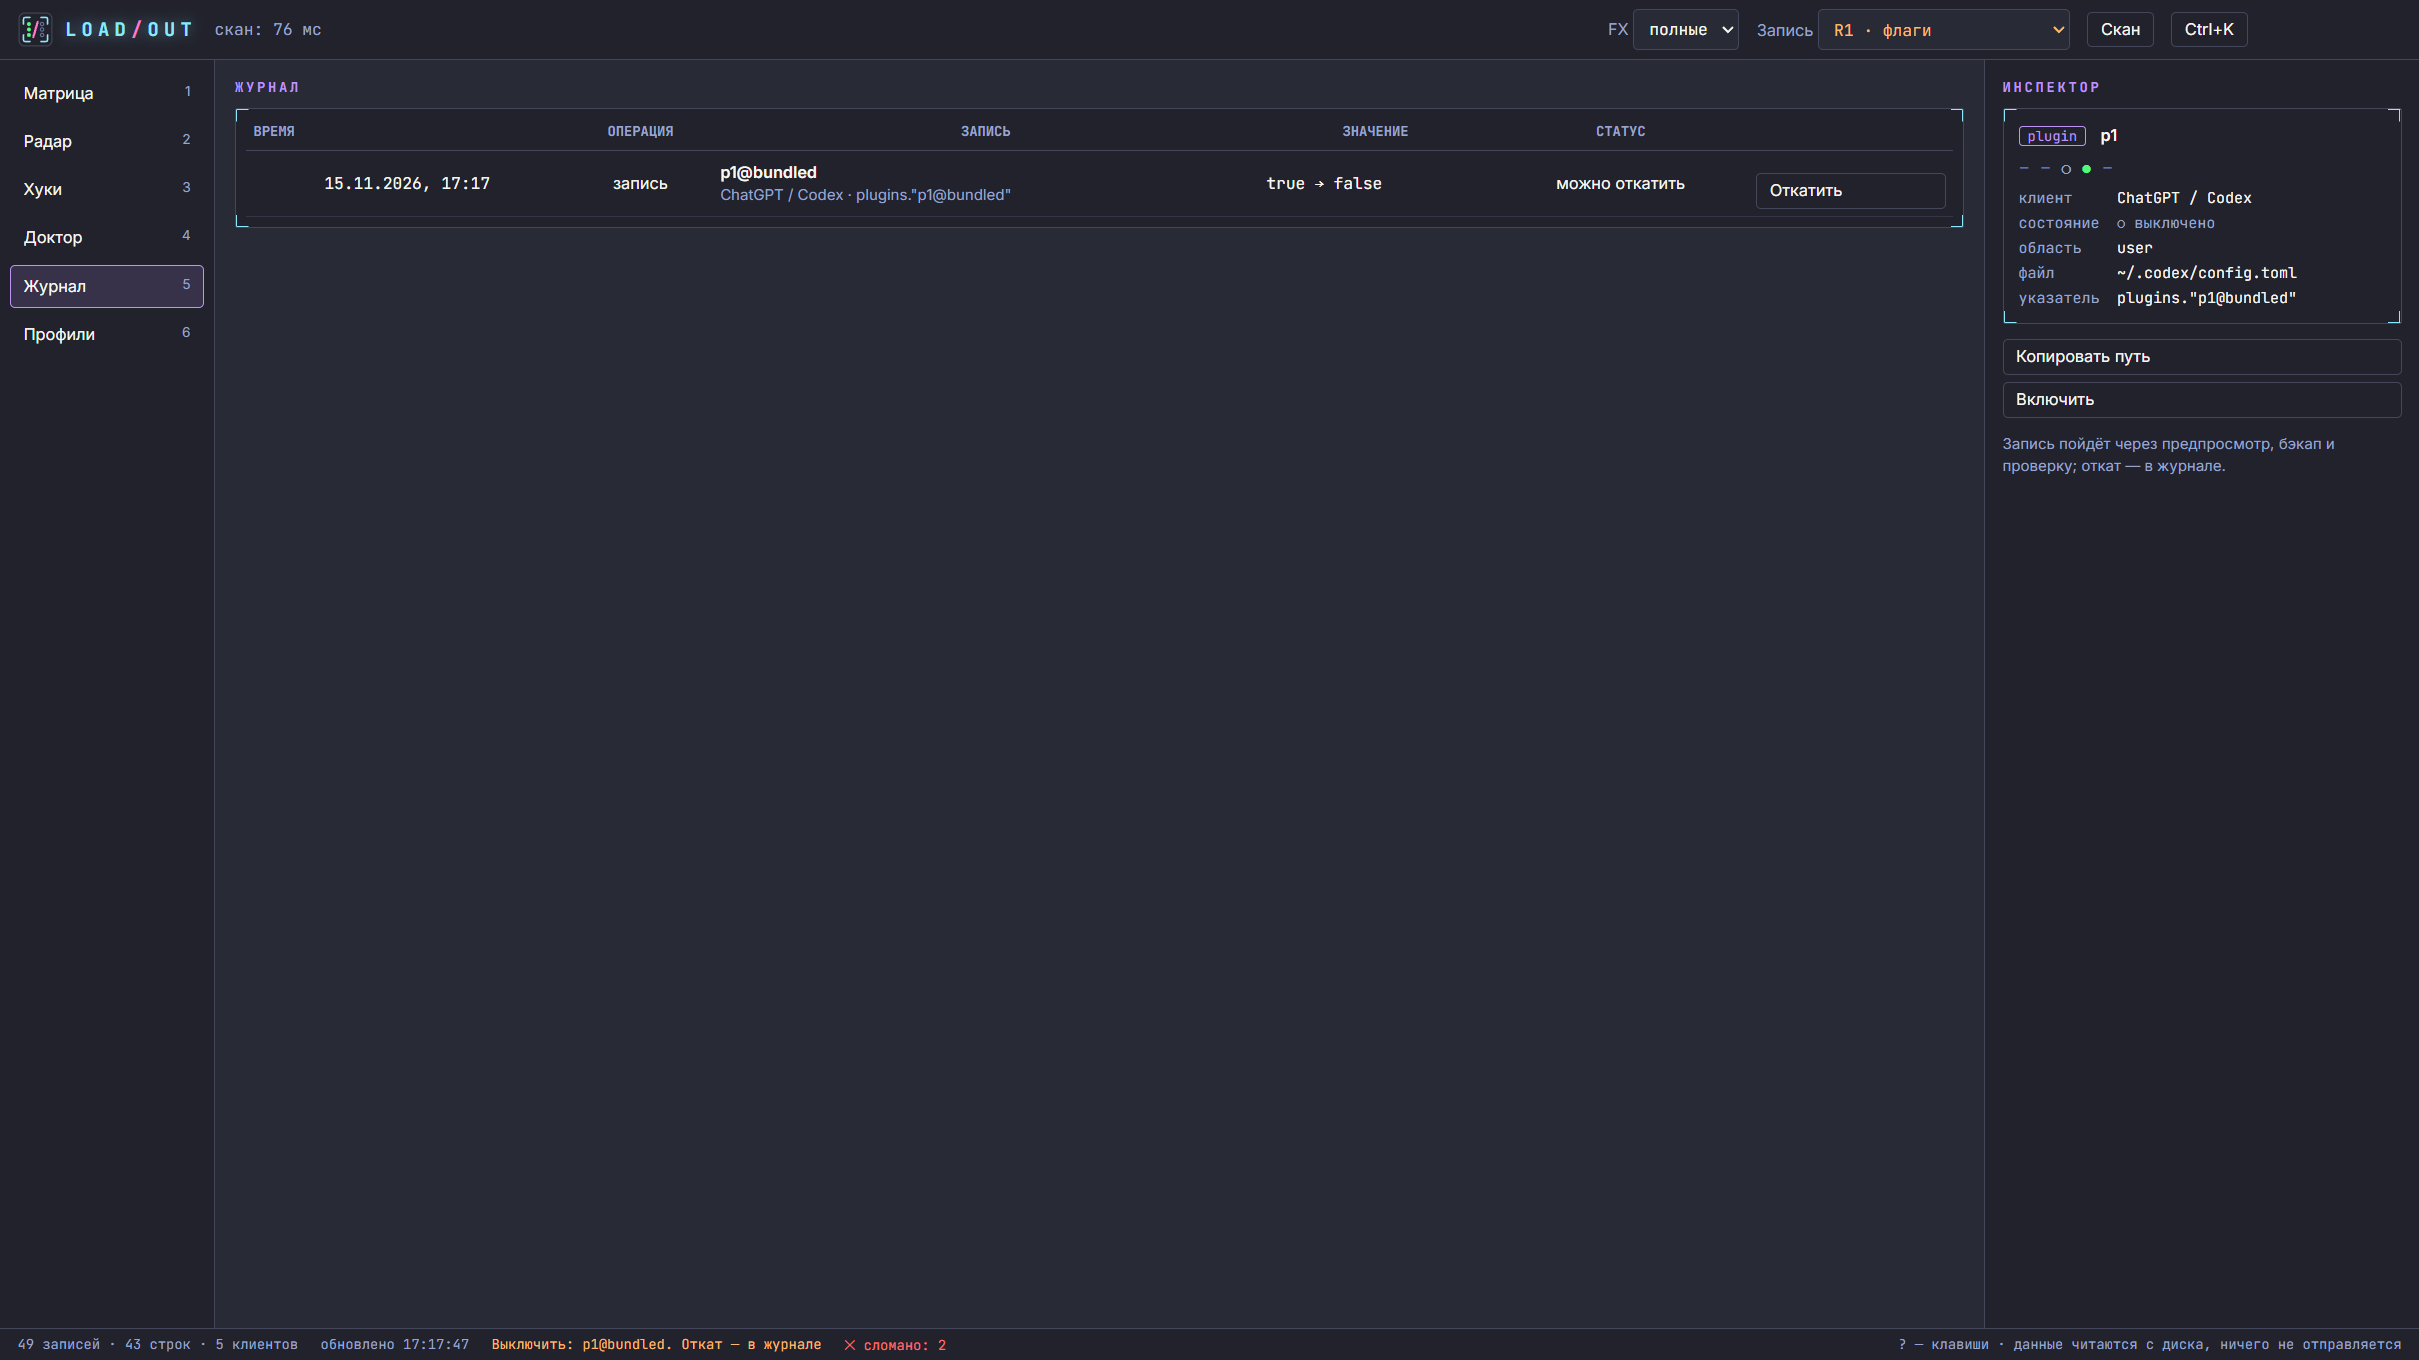 LOAD/OUT скан: 76 мс FX полные Запись R1 · флаги Скан Ctrl+K
Матрица 1
Радар 2
Хуки 3
Доктор 4
Журнал 5
Профили 6
ЖУРНАЛ
ВРЕМЯ ОПЕРАЦИЯ ЗАПИСЬ ЗНАЧЕНИЕ СТАТУС
15.11.2026, 17:17 запись p1@bundled true → false можно откатить Откатить
ChatGPT / Codex · plugins."p1@bundled"
ИНСПЕКТОР
plugin p1
— — ○ ● —
клиент ChatGPT / Codex
состояние ○ выключено
область user
файл ~/.codex/config.toml
указатель plugins."p1@bundled"
Копировать путь
Включить
Запись пойдёт через предпросмотр, бэкап и
проверку; откат — в журнале.
49 записей · 43 строк · 5 клиентов обновлено 17:17:47 Выключить: p1@bundled. Откат — в журнале × сломано: 2 ? — клавиши · данные читаются с диска, ничего не отправляется